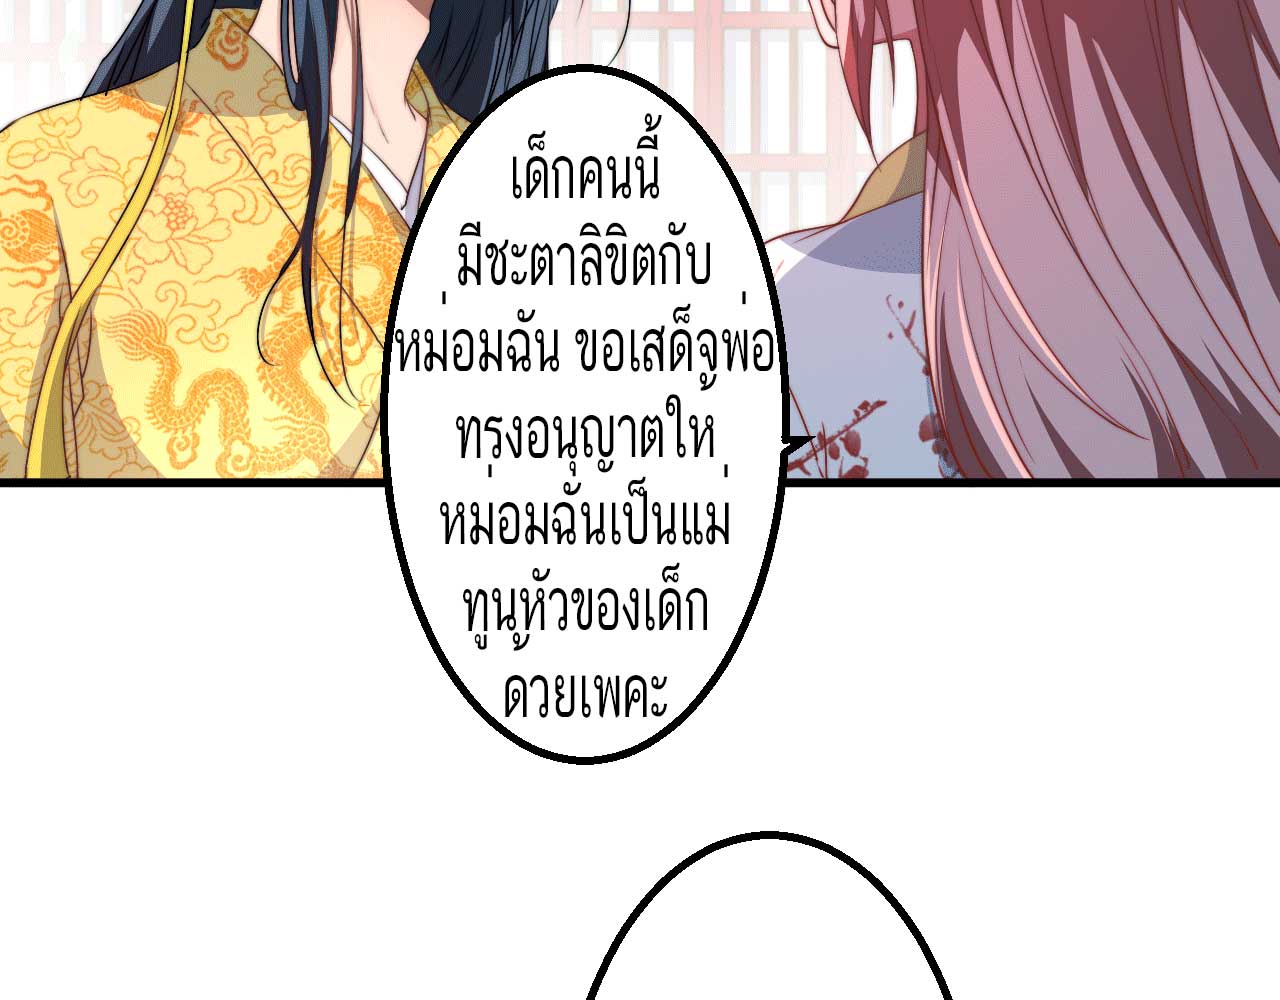 เด็กคนนี้
มีชะตาลิขิตกับ
หม่อมฉัน ขอเสด็จพ่อ
ทรงอนุญาตให้
หม่อมฉันเป็นแม่
ทูนหัวของเด็ก
ด้วยเพคะ